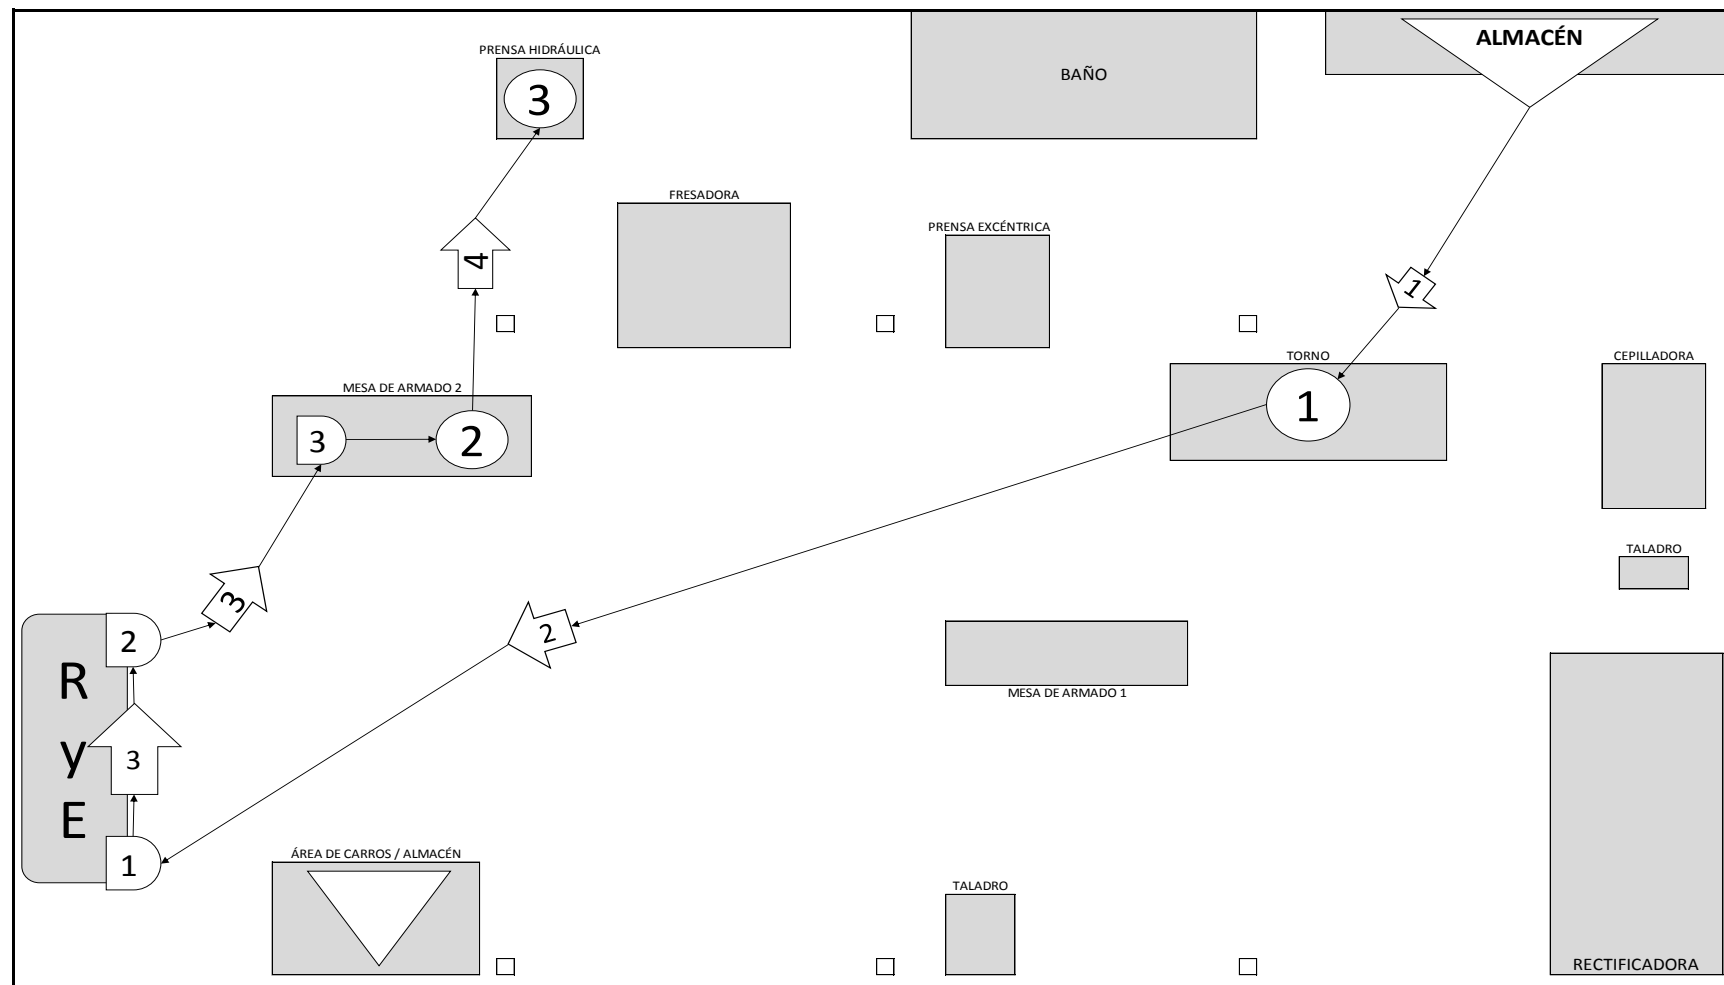 ALMACÉN
PRENSA HIDRÁULICA
3
BAÑO
FRESADORA
PRENSA EXCÉNTRICA
4
1
TORNO
CEPILLADORA
1
MESA DE ARMADO 2
3
2
TALADRO
3
2
2
R
y
E
3
1
MESA DE ARMADO 1
ÁREA DE CARROS / ALMACÉN
TALADRO
RECTIFICADORA